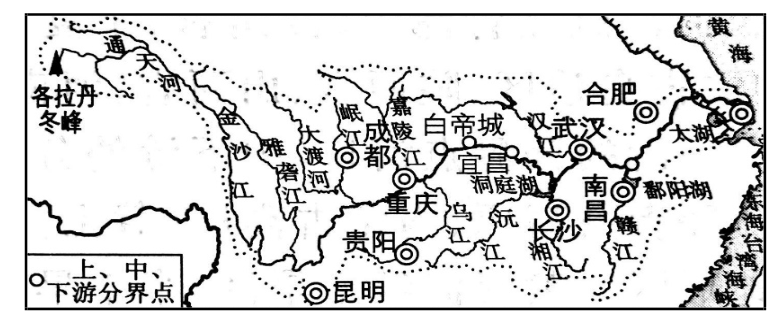 黄海
通天河
各拉丹
冬峰
金沙江
雅砻江
大渡河
岷江
成都
嘉陵江
白帝城
宜昌
重庆
汉江
武汉
合肥
太湖
洞庭湖
南昌
鄱阳湖
乌江
沅江
长沙
湘江
赣江
贵阳
昆明
东海
台湾海峡
上、中、
下游分界点